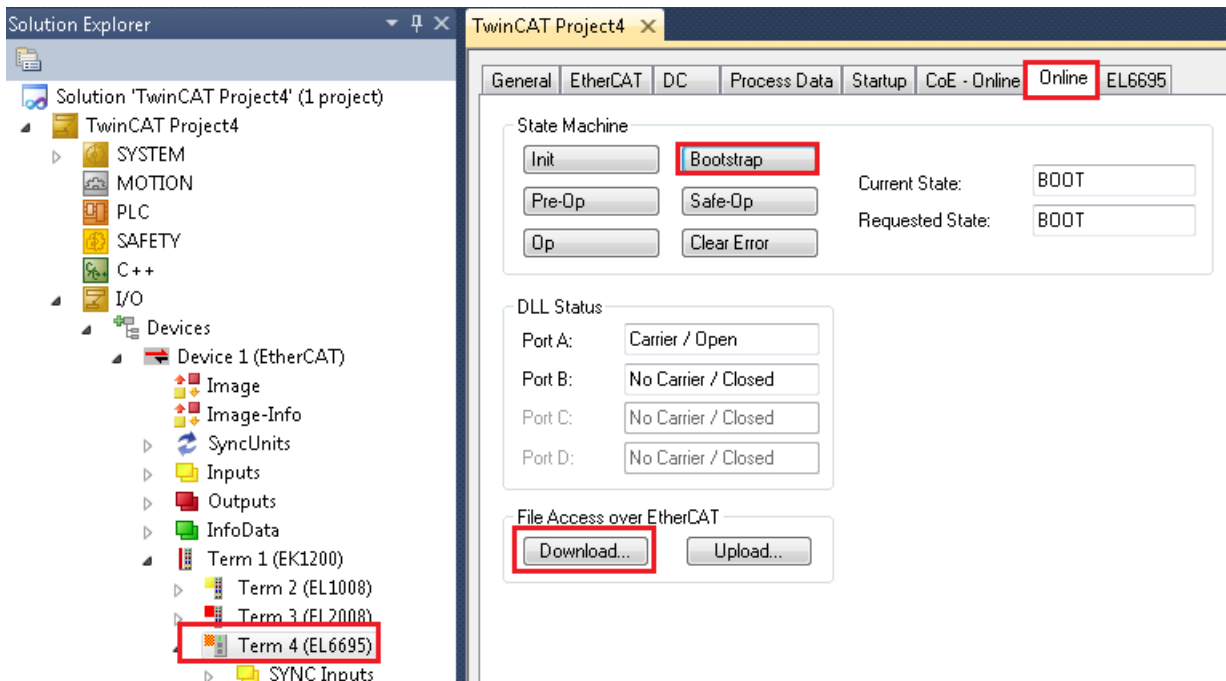 Solution Explorer
Solution 'TwinCAT Project4' (1 project)
TwinCAT Project4
SYSTEM
MOTION
PLC
SAFETY
C++
I/O
Devices
Device 1 (EtherCAT)
Image
Image-Info
SyncUnits
Inputs
Outputs
InfoData
Term 1 (EK1200)
Term 2 (EL1008)
Term 3 (EL2008)
Term 4 (EL6695)
SYNC Inputs
TwinCAT Project4
General EtherCAT DC Process Data Startup CoE - Online Online EL6695
State Machine
Init Bootstrap
Pre-Op Safe-Op
Op Clear Error
Current State: BOOT
Requested State: BOOT
DLL Status
Port A: Carrier / Open
Port B: No Carrier / Closed
Port C: No Carrier / Closed
Port D: No Carrier / Closed
File Access over EtherCAT
Download... Upload...